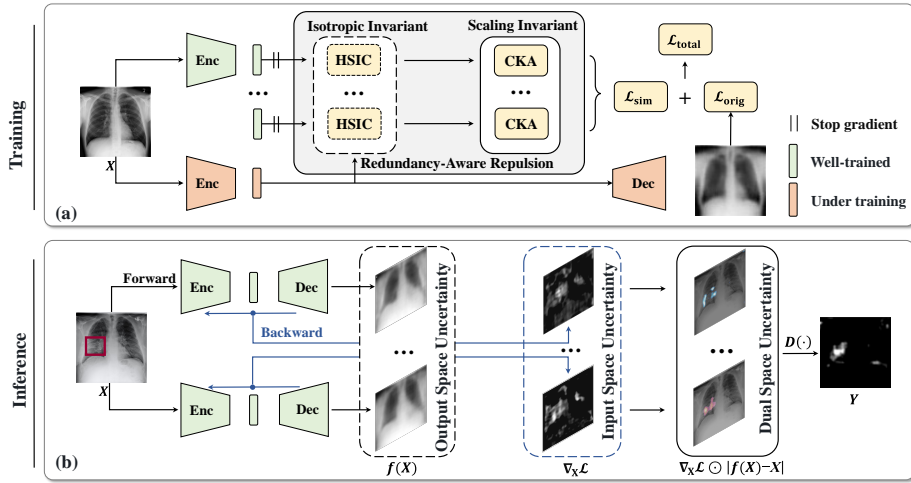 Training
(a)
X
Enc
Enc
Isotropic Invariant
Scaling Invariant
HSIC
CKA
HSIC
CKA
Redundancy-Aware Repulsion
Dec
ℒtotal
ℒsim
+
ℒorig
Stop gradient
Well-trained
Under training
Inference
(b)
Forward
X
Enc
Dec
Backward
Enc
Dec
Output Space Uncertainty
f(X)
Input Space Uncertainty
∇Xℒ
Dual Space Uncertainty
∇Xℒ ⊙ |f(X)−X|
D(·)
Y